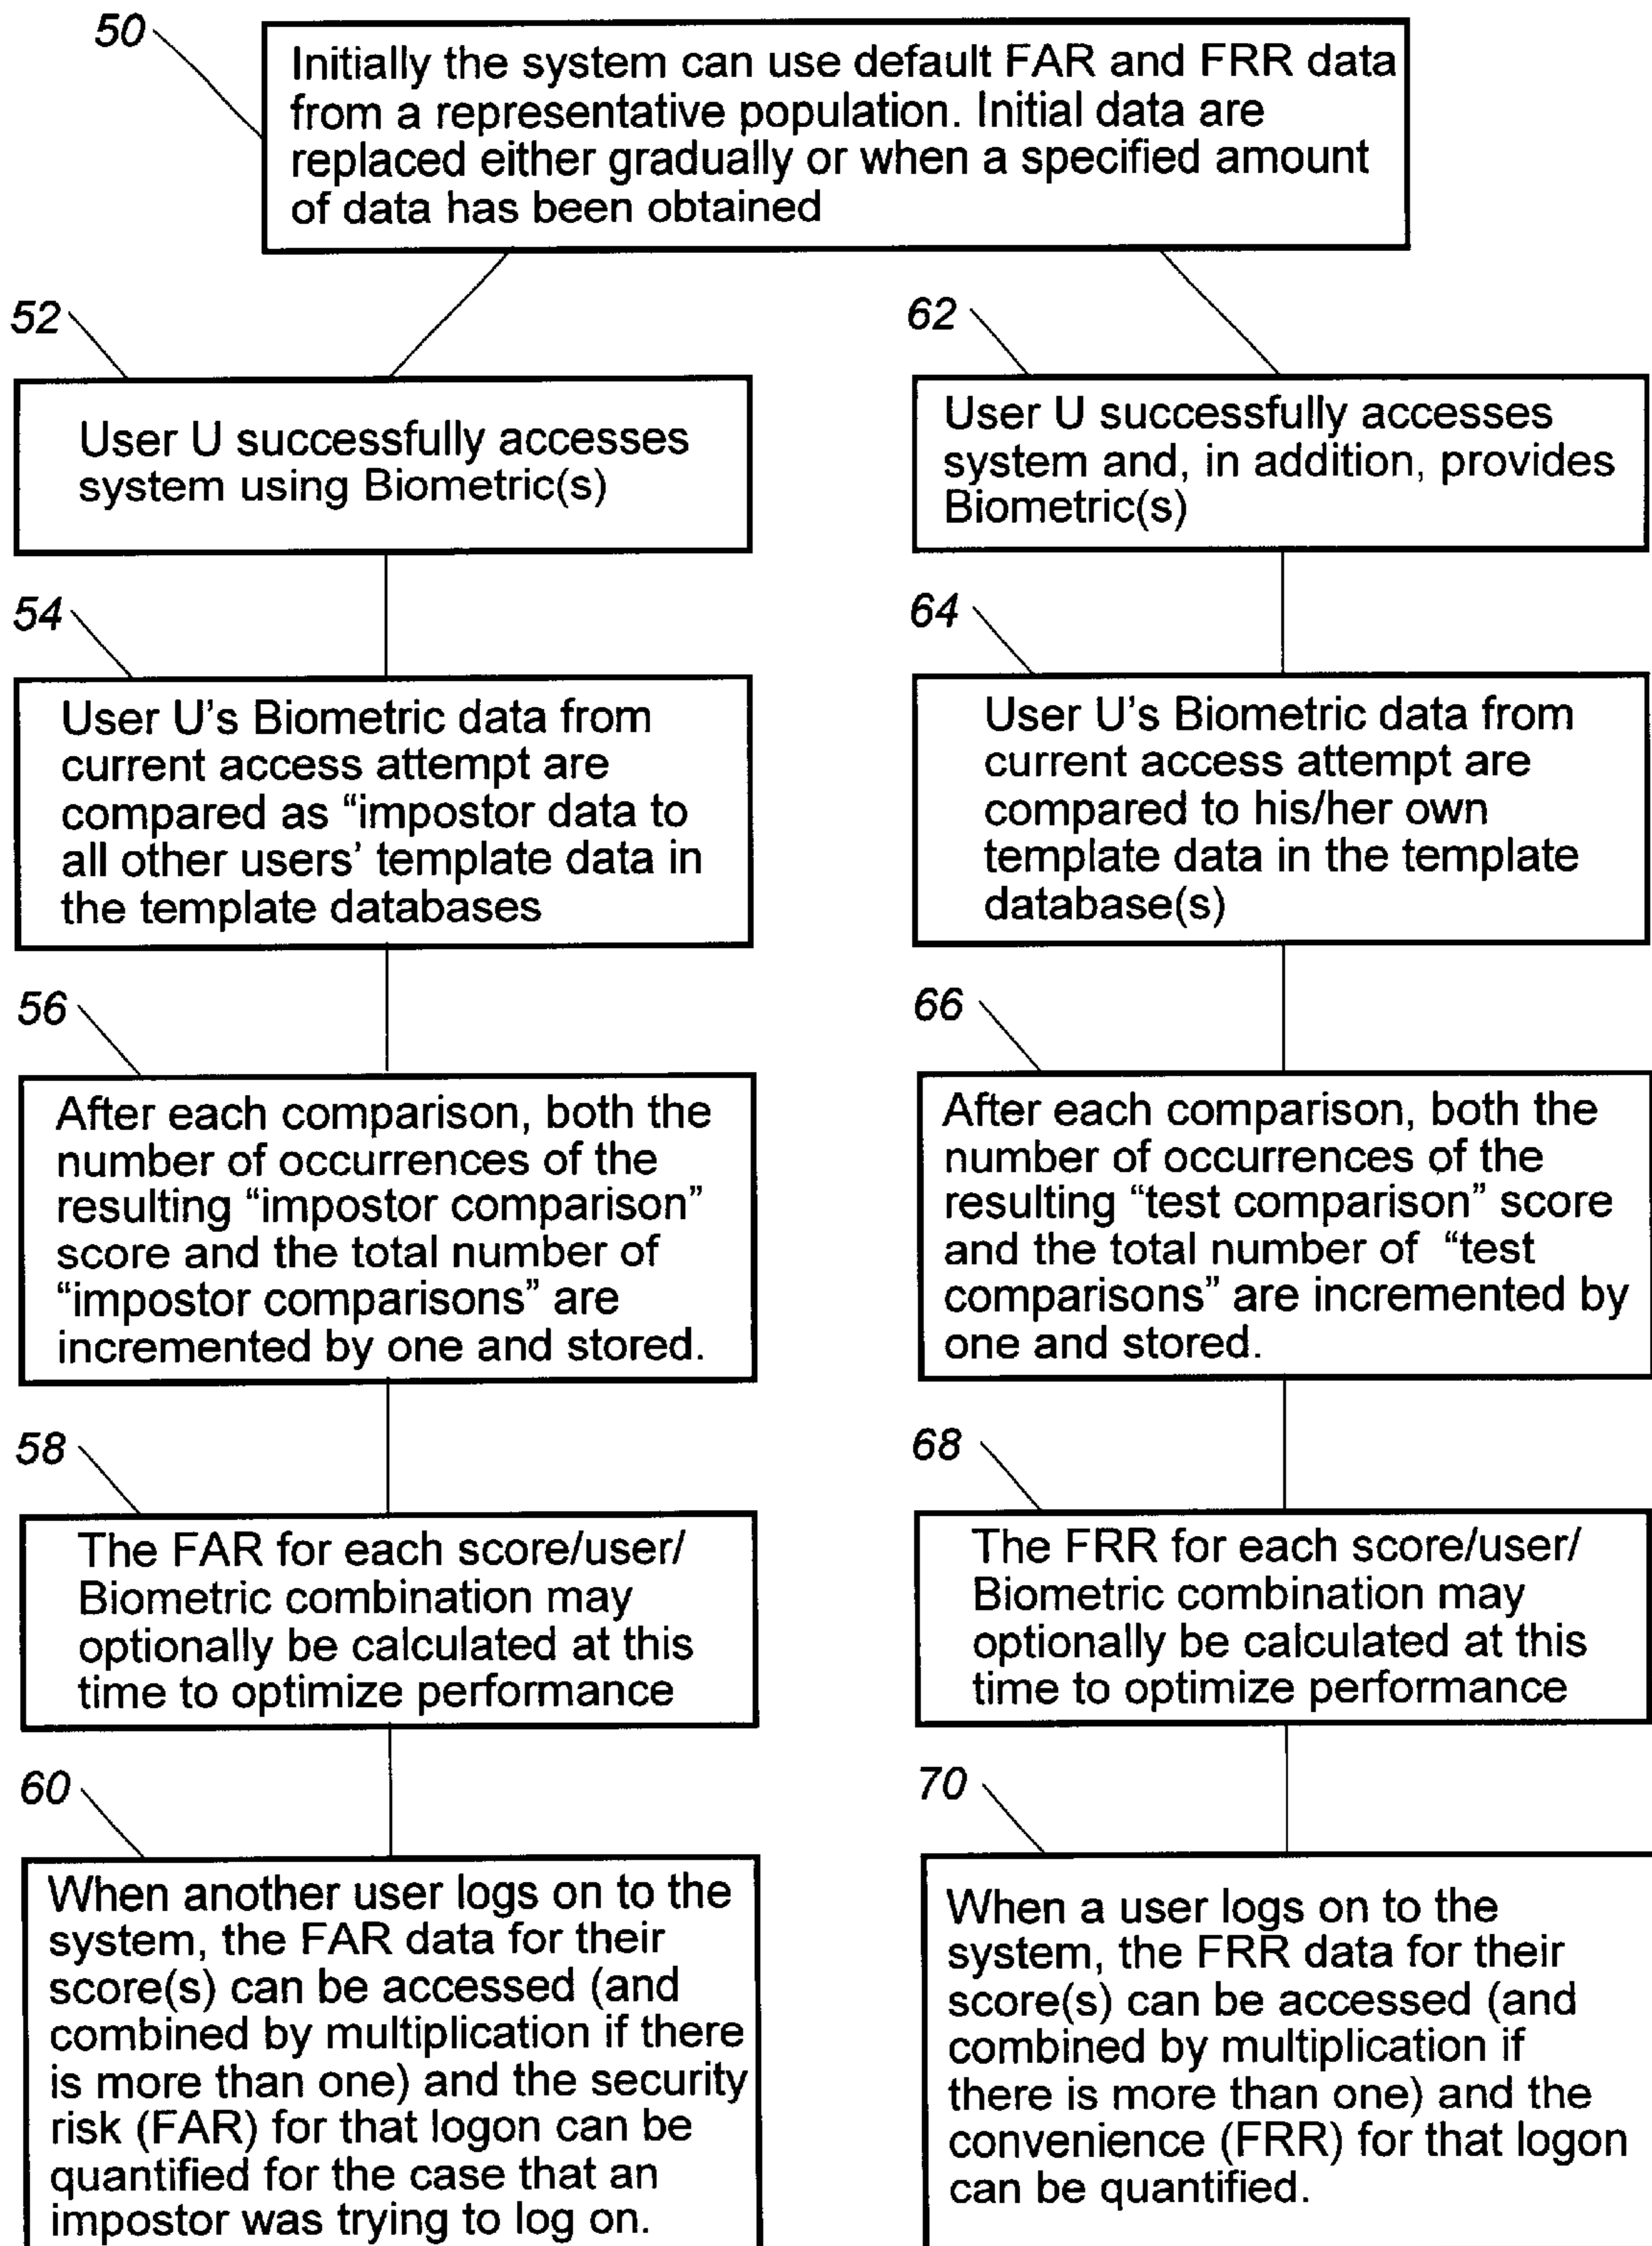 50
Initially the system can use default FAR and FRR data
from a representative population. Initial data are
replaced either gradually or when a specified amount
of data has been obtained
52
User U successfully accesses
system using Biometric(s)
54
User U's Biometric data from
current access attempt are
compared as “impostor data to
all other users’ template data in
the template databases
56
After each comparison, both the
number of occurrences of the
resulting “impostor comparison”
score and the total number of
“impostor comparisons” are
incremented by one and stored.
58
The FAR for each score/user/
Biometric combination may
optionally be calculated at this
time to optimize performance
60
When another user logs on to the
system, the FAR data for their
score(s) can be accessed (and
combined by multiplication if there
is more than one) and the security
risk (FAR) for that logon can be
quantified for the case that an
impostor was trying to log on.
62
User U successfully accesses
system and, in addition, provides
Biometric(s)
64
User U's Biometric data from
current access attempt are
compared to his/her own
template data in the template
database(s)
66
After each comparison, both the
number of occurrences of the
resulting “test comparison” score
and the total number of “test
comparisons” are incremented by
one and stored.
68
The FRR for each score/user/
Biometric combination may
optionally be calculated at this
time to optimize performance
70
When a user logs on to the
system, the FRR data for their
score(s) can be accessed (and
combined by multiplication if
there is more than one) and the
convenience (FRR) for that logon
can be quantified.